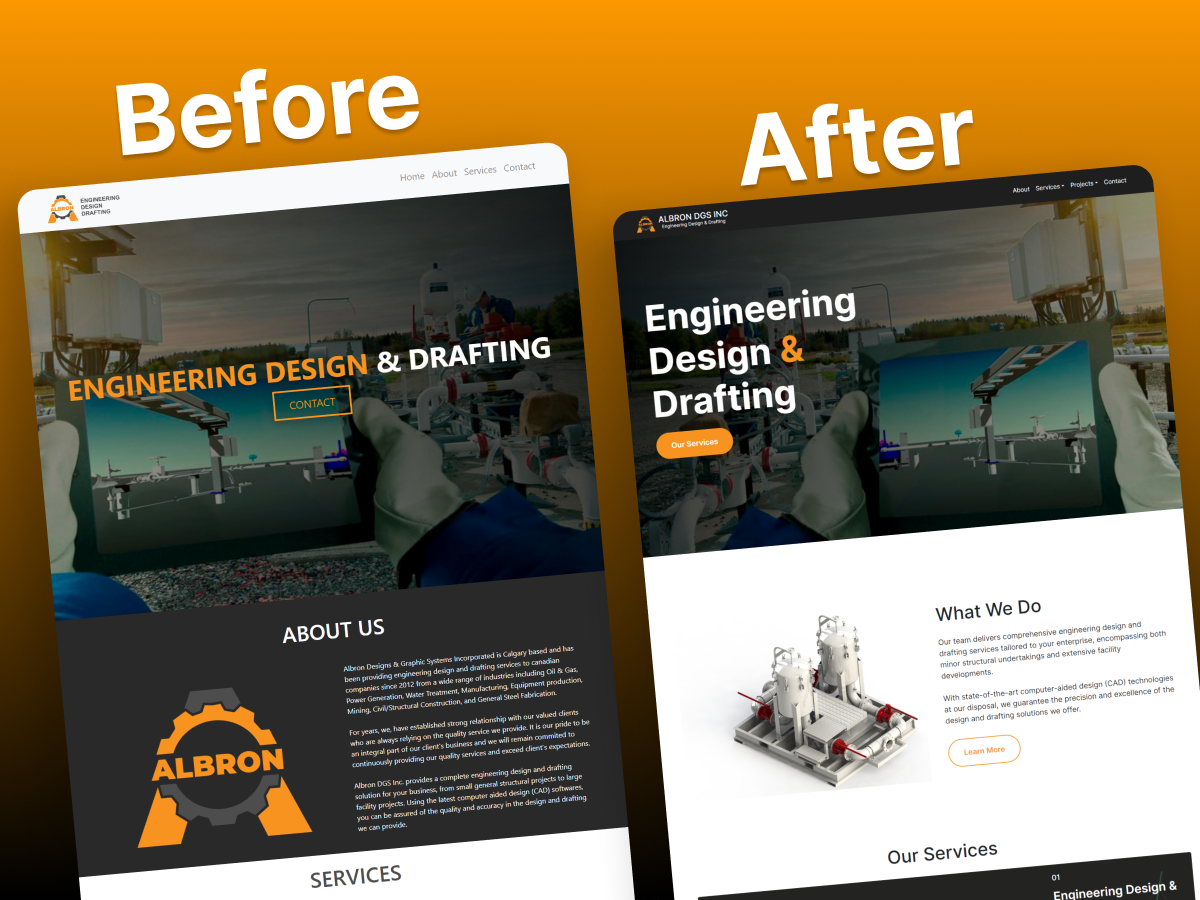 Before
After
Home About Services Contact
ALBRON
ENGINEERING
DESIGN
DRAFTING
ENGINEERING DESIGN & DRAFTING
CONTACT
ABOUT US
Albron Designs & Graphic Systems Incorporated is Calgary based and has
been providing engineering design and drafting services to canadian
companies since 2012 from a wide range of industries including Oil & Gas,
Power Generation, Water Treatment, Manufacturing, Equipment production,
Mining, Civil/Structural Construction, and General Steel Fabrication.
For years, we, have established strong relationship with our valued clients
who are always relying on the quality service we provide. It is our pride to be
an integral part of our client's business and we will remain commited to
continuously providing our quality services and exceed client's expectations.
Albron DGS Inc. provides a complete engineering design and drafting
solution for your business, from small general structural projects to large
facility projects. Using the latest computer aided design (CAD) softwares,
you can be assured of the quality and accuracy in the design and drafting
we can provide.
ALBRON
SERVICES
ALBRON DGS INC
Engineering Design & Drafting
About Services Projects Contact
Engineering
Design &
Drafting
Our Services
What We Do
Our team delivers comprehensive engineering design and
drafting services tailored to your enterprise, encompassing both
minor structural undertakings and extensive facility
developments.
With state-of-the-art computer-aided design (CAD) technologies
at our disposal, we guarantee the precision and excellence of the
design and drafting solutions we offer.
Learn More
Our Services
01
Engineering Design &